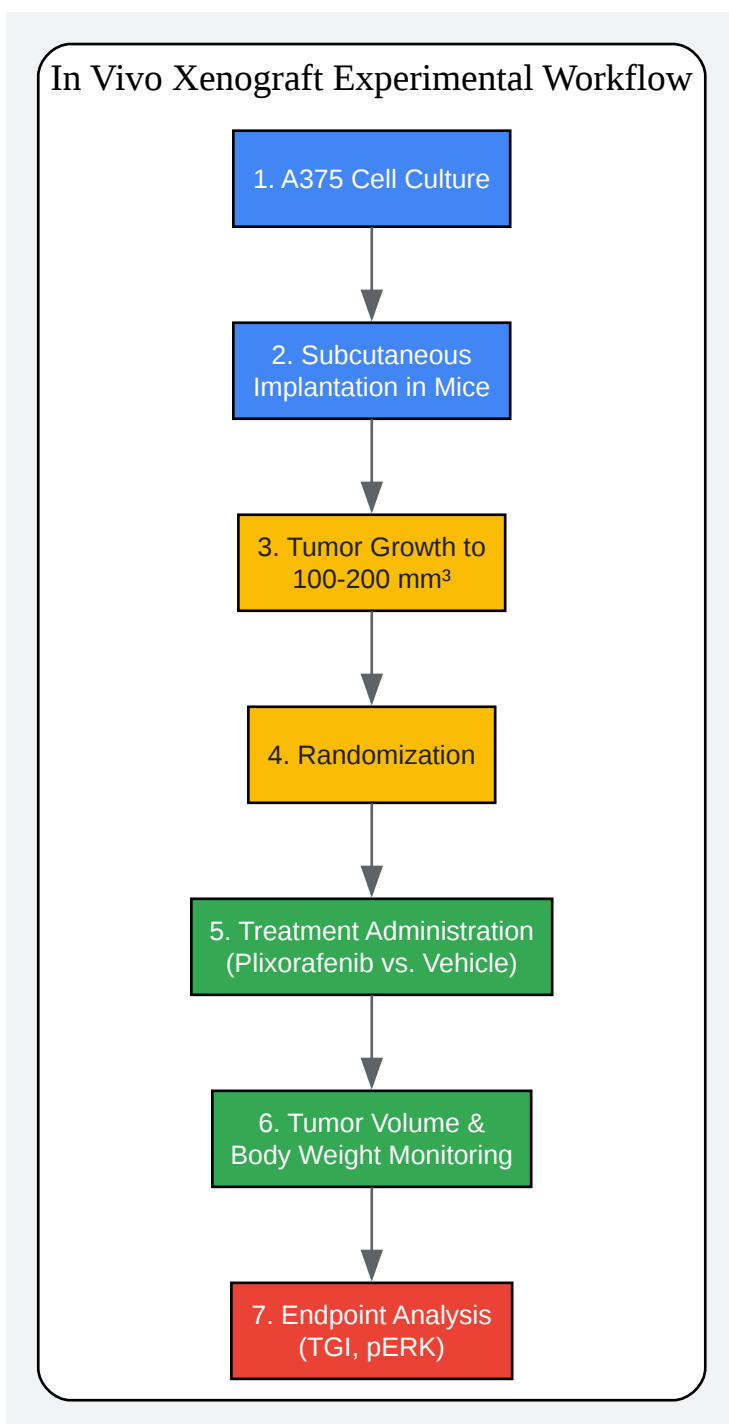 In Vivo Xenograft Experimental Workflow
1. A375 Cell Culture
2. Subcutaneous
Implantation in Mice
3. Tumor Growth to
100-200 mm³
4. Randomization
5. Treatment Administration
(Plixorafenib vs. Vehicle)
6. Tumor Volume &
Body Weight Monitoring
7. Endpoint Analysis
(TGI, pERK)